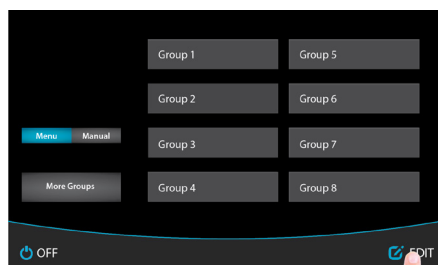 Group 1 Group 5
Group 2 Group 6
Menu Manual
Group 3 Group 7
More Groups
Group 4 Group 8
OFF
EDIT